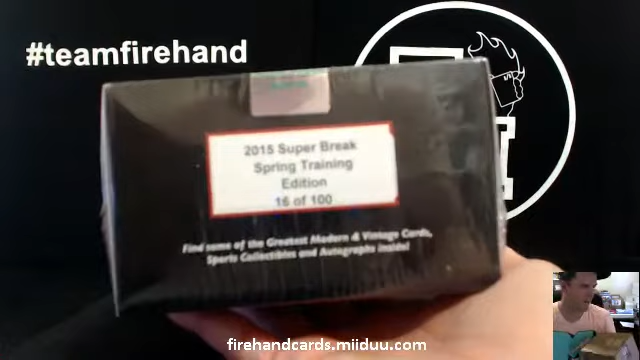 #teamfirehand
2015 Super Break
Spring Training
Edition
16 of 100
Find some of the Greatest Modern & Vintage Cards,
Sports Collectibles and Autographs inside!
firehandcards.miiduu.com